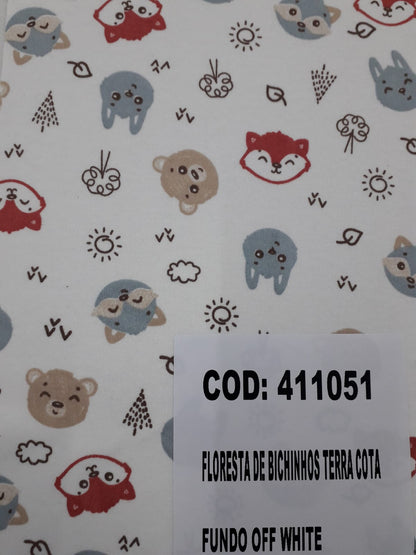 COD: 411051
FLORESTA DE BICHINHOS TERRA COTA
FUNDO OFF WHITE